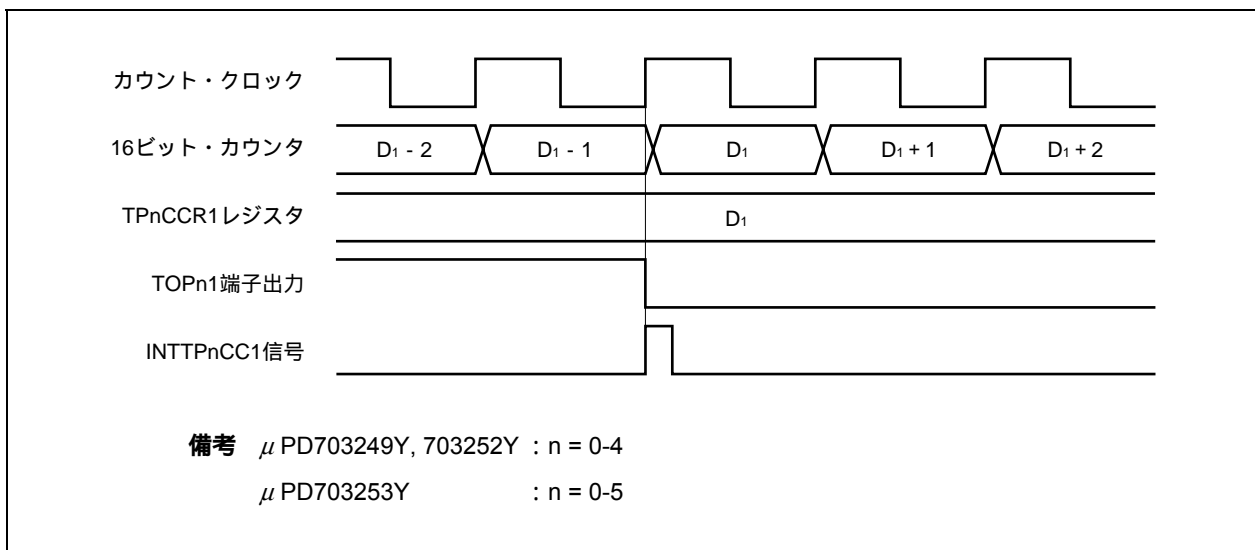 カウント・クロック
16ビット・カウンタ D1 - 2 D1 - 1 D1 D1 + 1 D1 + 2
TPnCCR1レジスタ D1
TOPn1端子出力
INTTPnCC1信号
備考 μ PD703249Y, 703252Y : n = 0-4
μ PD703253Y : n = 0-5